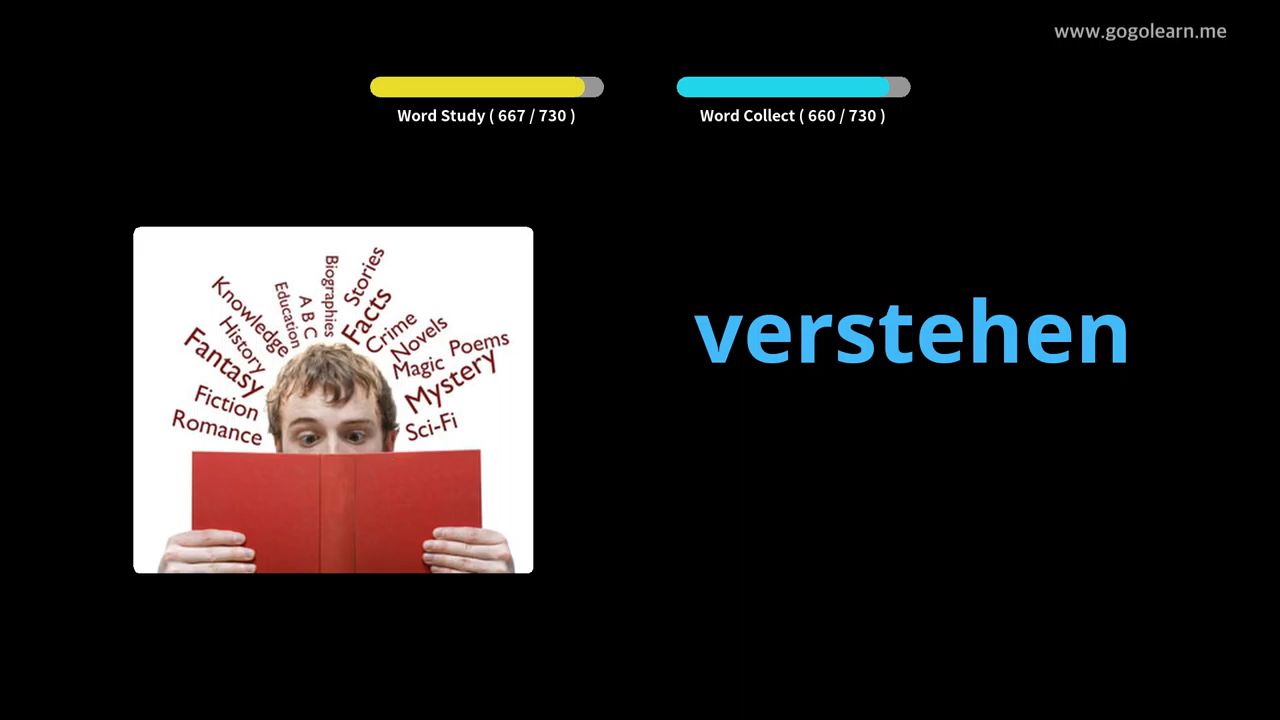 www.gogolearn.me
Word Study ( 667 / 730 )
Word Collect ( 660 / 730 )
verstehen
Knowledge
Education
A B C
Biographies
Stories
Facts
Crime
Novels
Poems
History
Fantasy
Magic
Mystery
Fiction
Romance
Sci-Fi